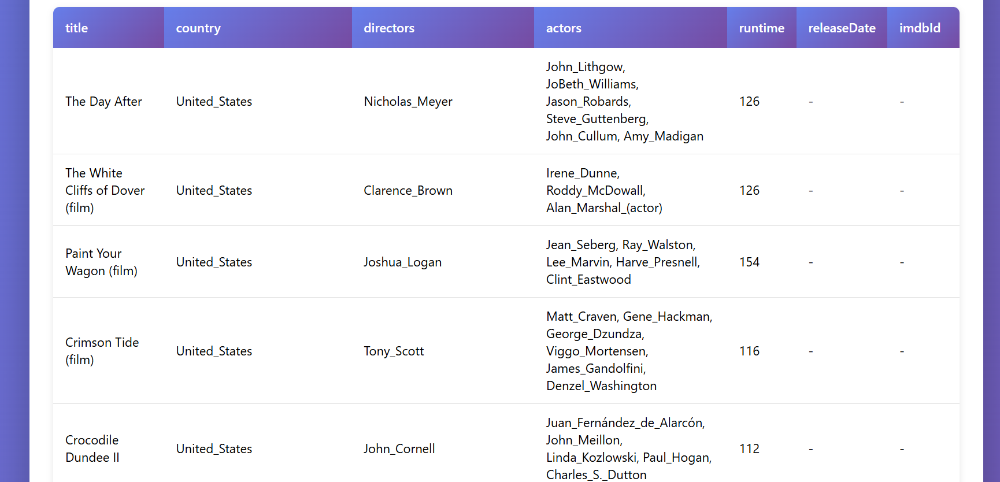 title country directors actors runtime releaseDate imdbId
The Day After United_States Nicholas_Meyer John_Lithgow,
JoBeth_Williams,
Jason_Robards,
Steve_Guttenberg,
John_Cullum, Amy_Madigan 126 - -
The White
Cliffs of Dover
(film) United_States Clarence_Brown Irene_Dunne,
Roddy_McDowall,
Alan_Marshal_(actor) 126 - -
Paint Your
Wagon (film) United_States Joshua_Logan Jean_Seberg, Ray_Walston,
Lee_Marvin, Harve_Presnell,
Clint_Eastwood 154 - -
Crimson Tide
(film) United_States Tony_Scott Matt_Craven, Gene_Hackman,
George_Dzundza,
Viggo_Mortensen,
James_Gandolfini,
Denzel_Washington 116 - -
Crocodile
Dundee II United_States John_Cornell Juan_Fernández_de_Alarcón,
John_Meillon,
Linda_Kozlowski, Paul_Hogan,
Charles_S._Dutton 112 - -